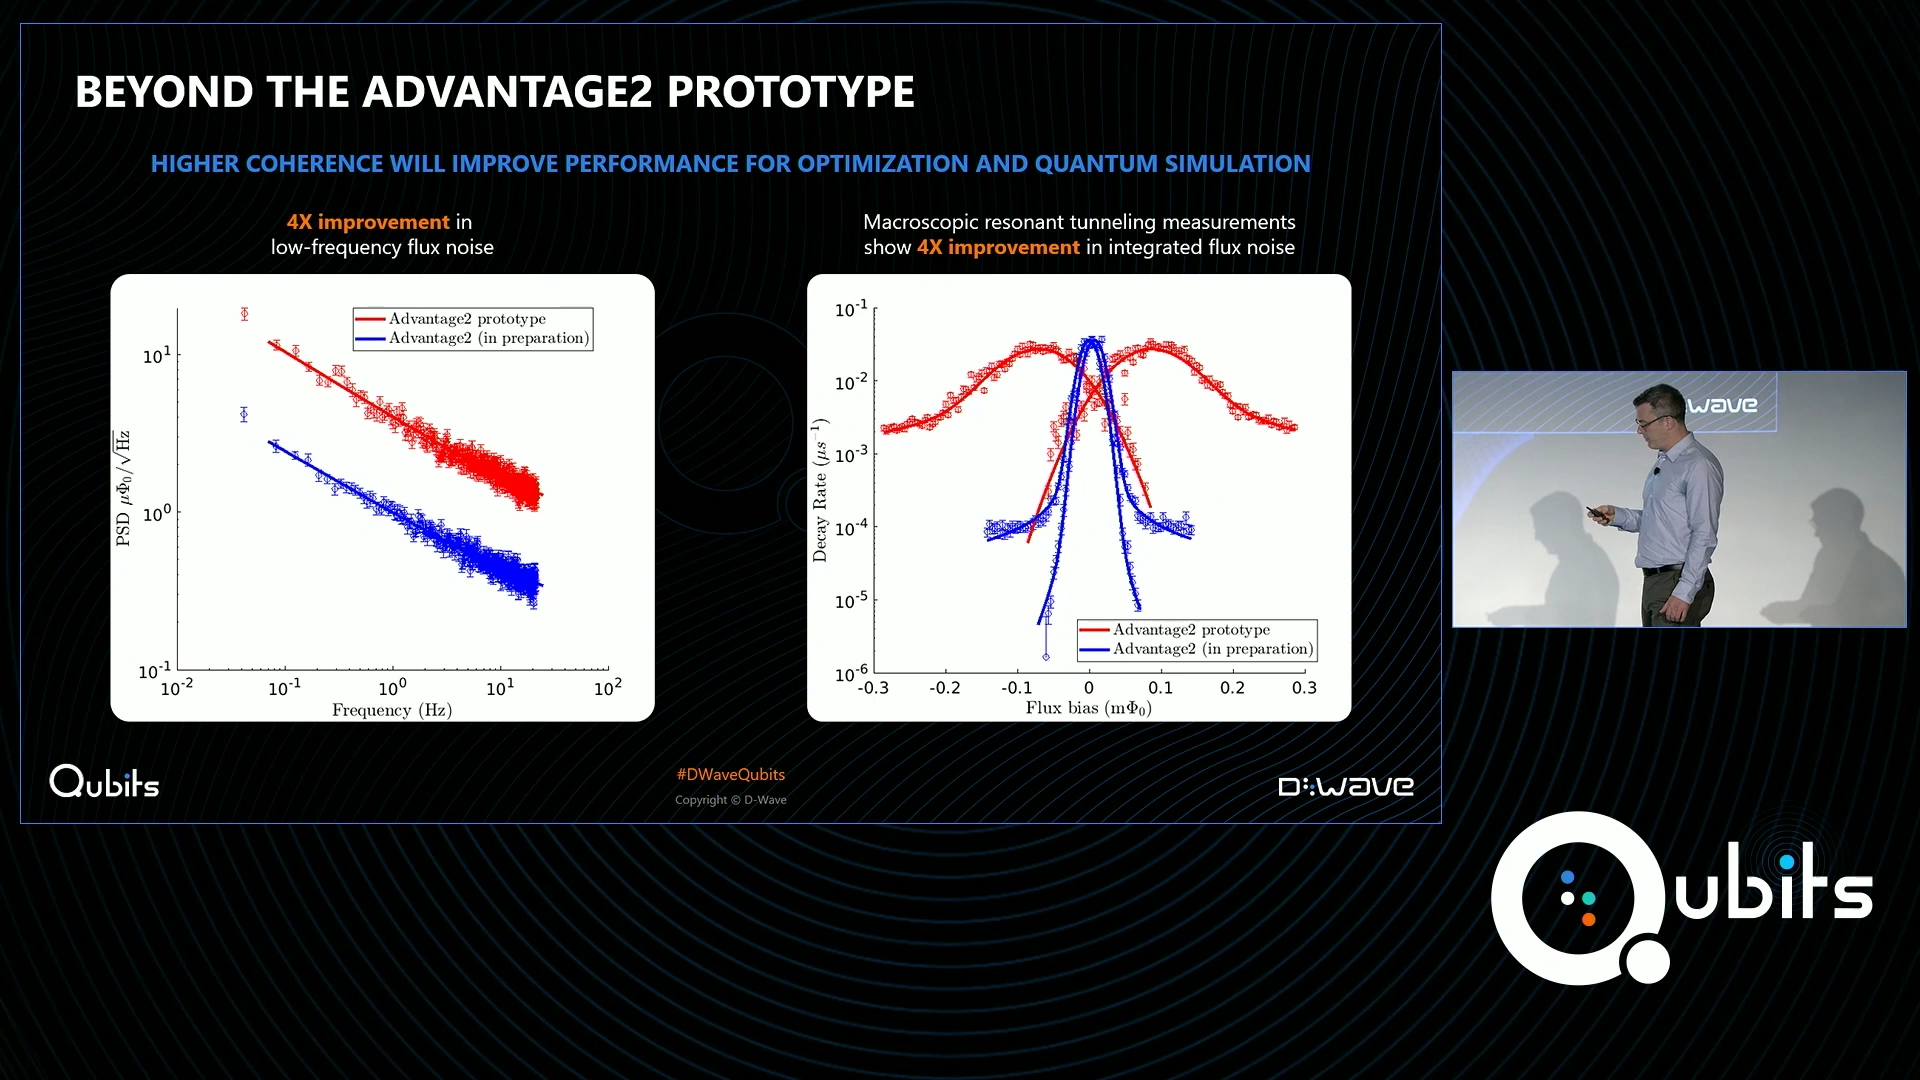 BEYOND THE ADVANTAGE2 PROTOTYPE
HIGHER COHERENCE WILL IMPROVE PERFORMANCE FOR OPTIMIZATION AND QUANTUM SIMULATION
4X improvement in
low-frequency flux noise
Advantage2 prototype
Advantage2 (in preparation)
PSD μΦ₀/√Hz
10¹
10⁰
10⁻¹
10⁻² 10⁻¹ 10⁰ 10¹ 10²
Frequency (Hz)
Macroscopic resonant tunneling measurements
show 4X improvement in integrated flux noise
Decay Rate (μs⁻¹)
10⁻¹
10⁻²
10⁻³
10⁻⁴
10⁻⁵
10⁻⁶
Advantage2 prototype
Advantage2 (in preparation)
-0.3 -0.2 -0.1 0 0.1 0.2 0.3
Flux bias (mΦ₀)
Qubits
#DWaveQubits
Copyright © D-Wave
D:Wave
wave
Qubits